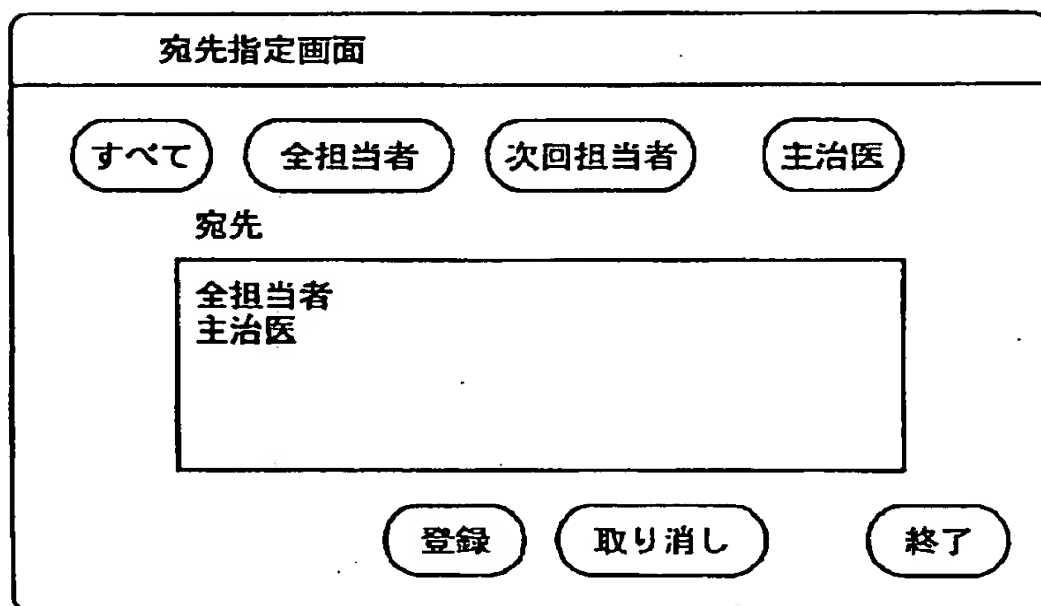 宛先指定画面
すべて 全担当者 次回担当者 主治医
宛先
全担当者
主治医
登録 取り消し 終了